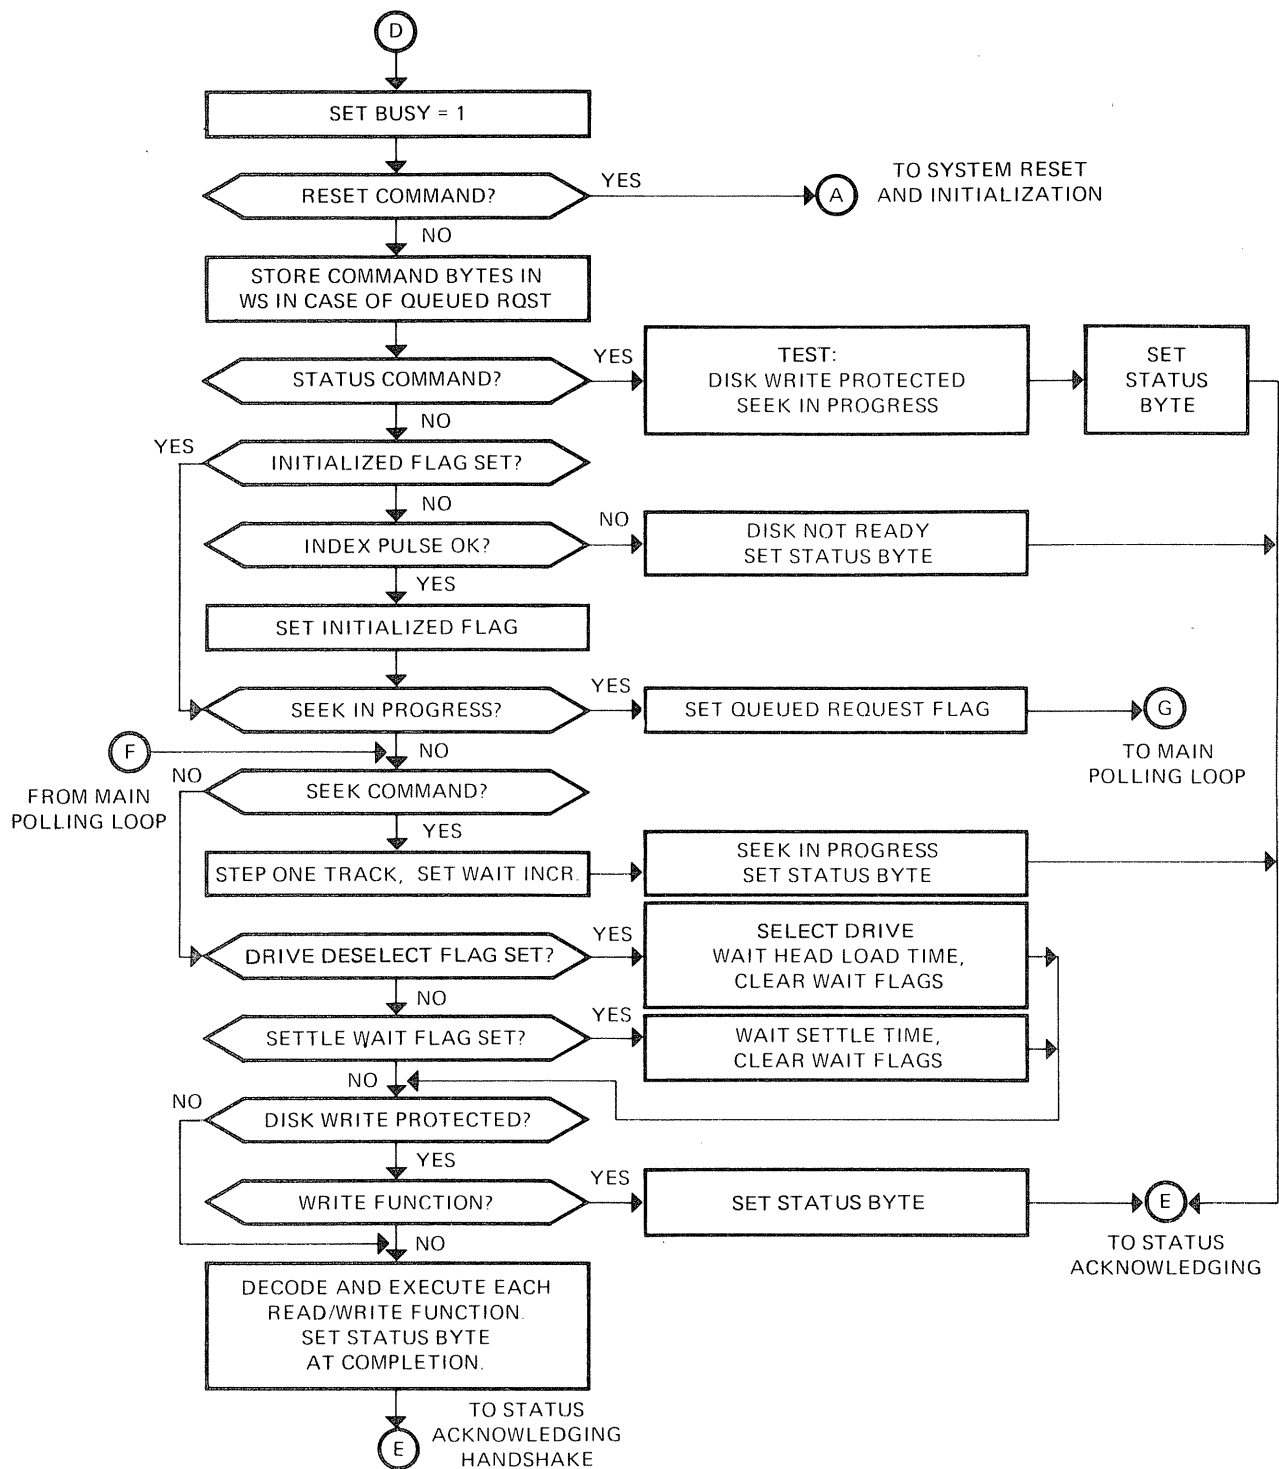 D
SET BUSY = 1
RESET COMMAND?
YES
A
TO SYSTEM RESET
AND INITIALIZATION
NO
STORE COMMAND BYTES IN
WS IN CASE OF QUEUED RQST
STATUS COMMAND?
YES
TEST:
DISK WRITE PROTECTED
SEEK IN PROGRESS
SET
STATUS
BYTE
NO
YES
INITIALIZED FLAG SET?
NO
INDEX PULSE OK?
NO
DISK NOT READY
SET STATUS BYTE
YES
SET INITIALIZED FLAG
SEEK IN PROGRESS?
YES
SET QUEUED REQUEST FLAG
G
TO MAIN
POLLING LOOP
F
FROM MAIN
POLLING LOOP
NO
NO
SEEK COMMAND?
YES
STEP ONE TRACK, SET WAIT INCR.
SEEK IN PROGRESS
SET STATUS BYTE
DRIVE DESELECT FLAG SET?
YES
SELECT DRIVE
WAIT HEAD LOAD TIME,
CLEAR WAIT FLAGS
NO
SETTLE WAIT FLAG SET?
YES
WAIT SETTLE TIME,
CLEAR WAIT FLAGS
NO
NO
DISK WRITE PROTECTED?
YES
WRITE FUNCTION?
YES
SET STATUS BYTE
E
TO STATUS
ACKNOWLEDGING
NO
DECODE AND EXECUTE EACH
READ/WRITE FUNCTION.
SET STATUS BYTE
AT COMPLETION.
E
TO STATUS
ACKNOWLEDGING
HANDSHAKE